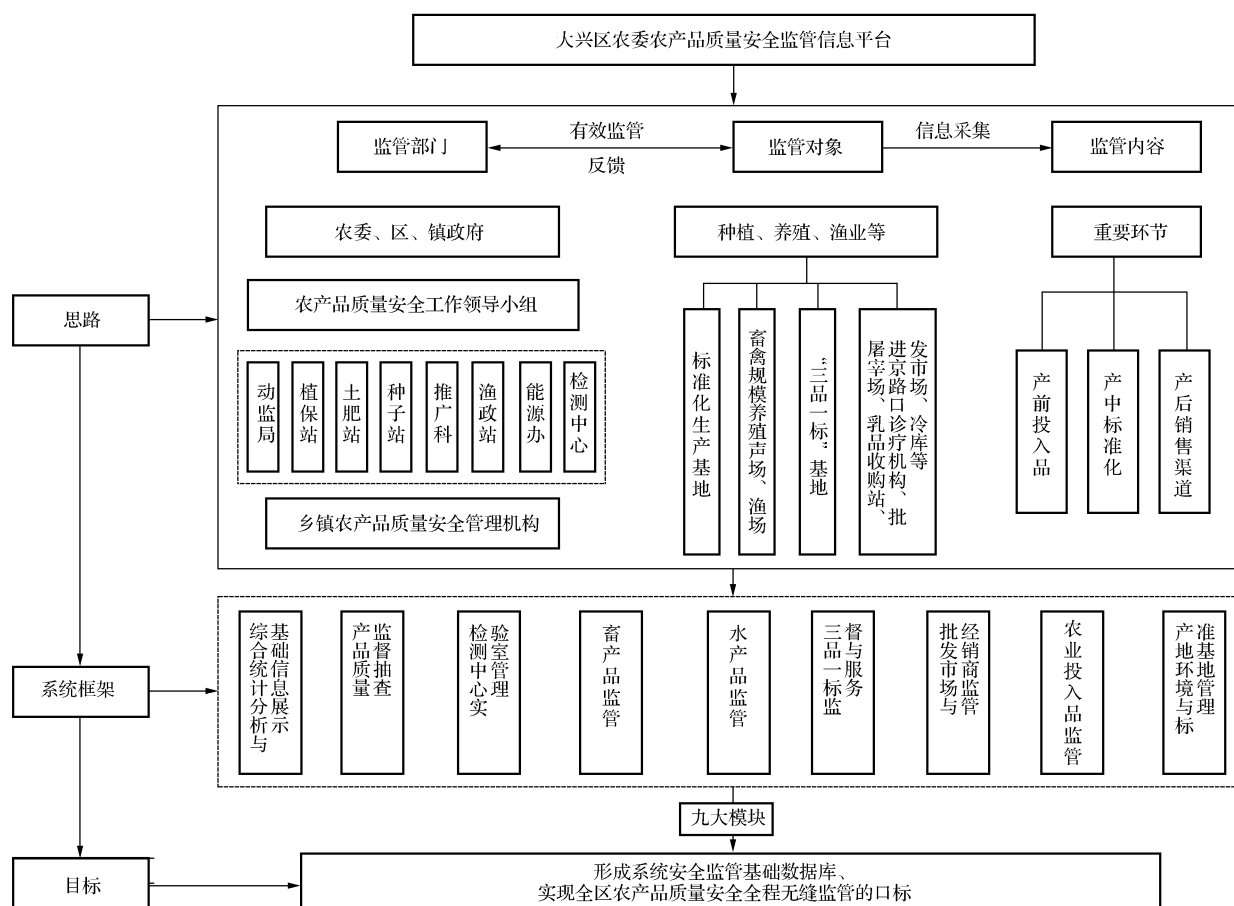 大兴区农委农产品质量安全监管信息平台
监管部门
有效监管
反馈
监管对象
信息采集
监管内容
农委、区、镇政府
种植、养殖、渔业等
重要环节
农产品质量安全工作领导小组
思路
动监局
植保站
土肥站
种子站
推广科
渔政站
能源办
检测中心
乡镇农产品质量安全管理机构
标准化生产基地
畜禽规模养殖声场、渔场
“三品一标”基地
屠宰场、乳品收购站、
进京路口诊疗机构、批
发市场、冷库等
产前投入品
产中标准化
产后销售渠道
系统框架
综合统计分析与
基础信息展示
产品质量
监督抽查
检测中心实
验室管理
畜产品监管
水产品监管
三品一标监
督与服务
批发市场与
经销商监管
农业投入品监管
产地环境与标
准基地管理
九大模块
目标
形成系统安全监管基础数据库、
实现全区农产品质量安全全程无缝监管的口标